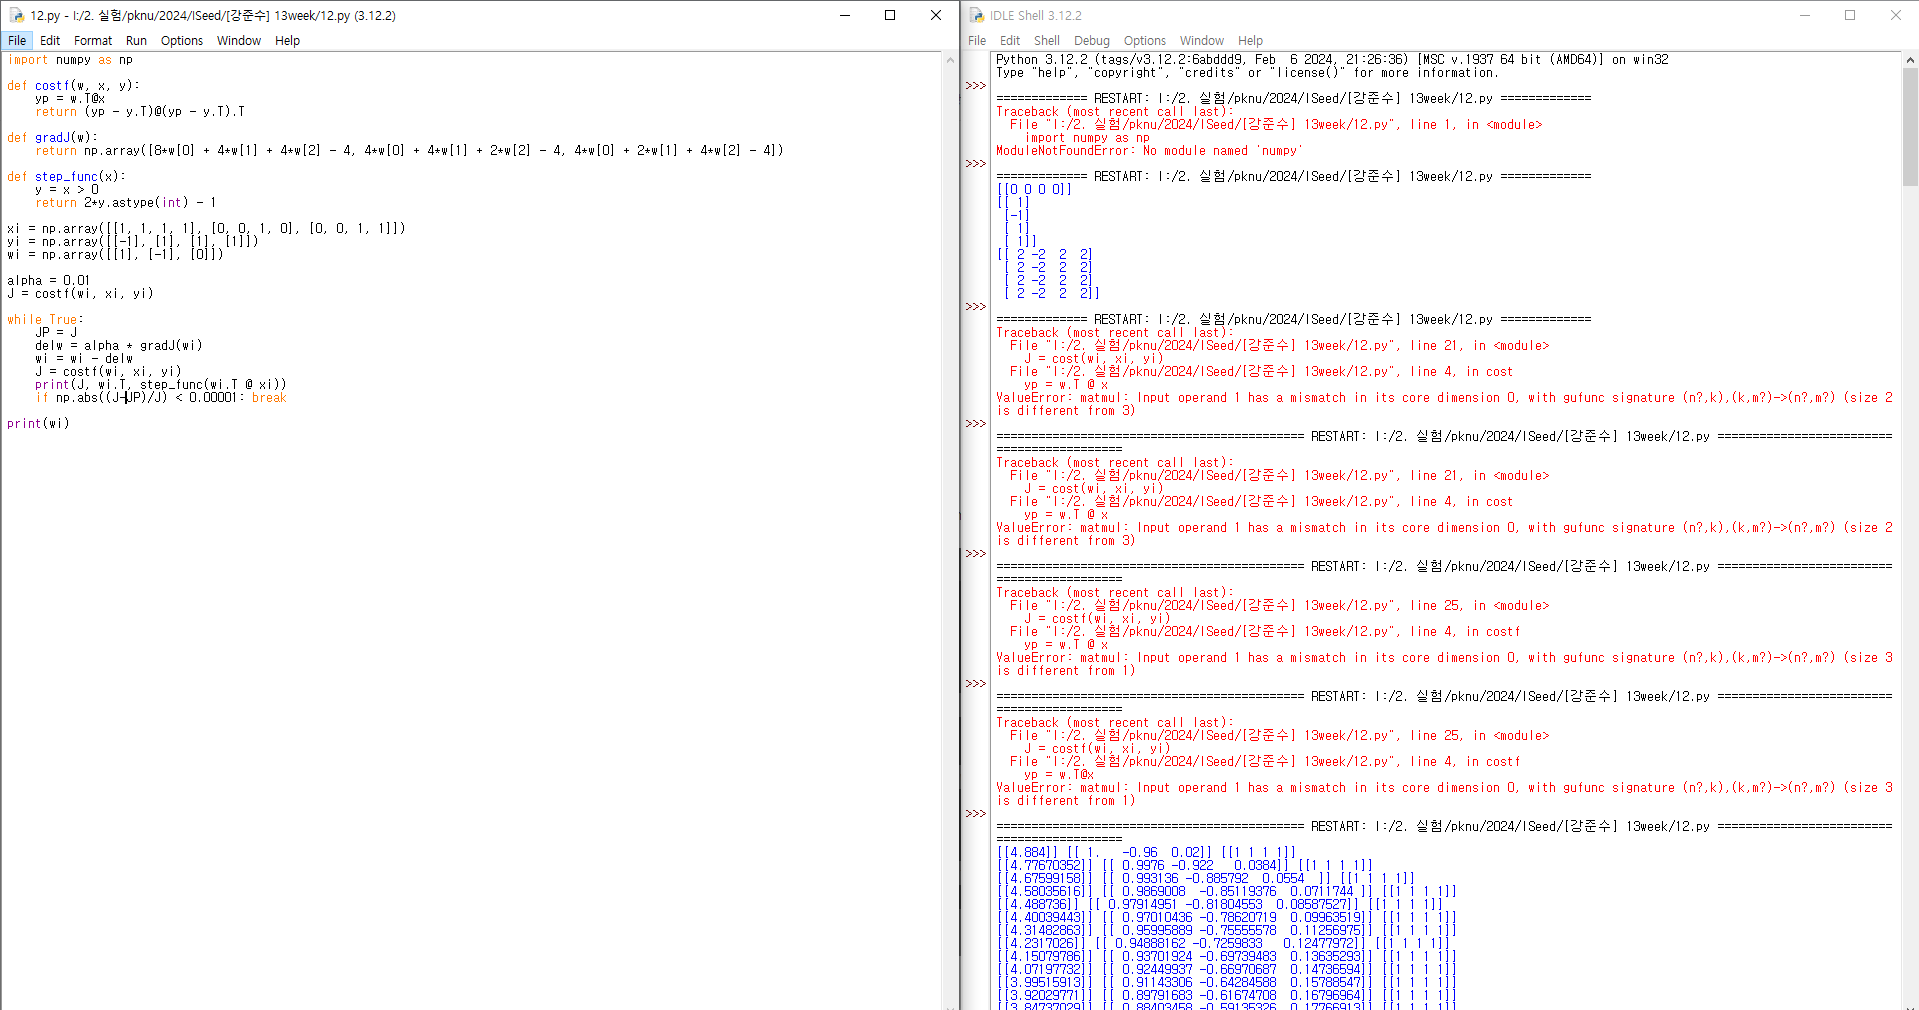 12.py - I:/2. 실험/pknu/2024/ISeed/[강준수] 13week/12.py (3.12.2)
File Edit Format Run Options Window Help
import numpy as np
def costf(w, x, y):
    yp = w.T@x
    return (yp - y.T)@(yp - y.T).T
def gradJ(w):
    return np.array([8*w[0] + 4*w[1] + 4*w[2] - 4, 4*w[0] + 4*w[1] + 2*w[2] - 4, 4*w[0] + 2*w[1] + 4*w[2] - 4])
def step_func(x):
    y = x > 0
    return 2*y.astype(int) - 1
xi = np.array([[1, 1, 1, 1], [0, 0, 1, 0], [0, 0, 1, 1]])
yi = np.array([[-1], [1], [1], [1]])
wi = np.array([[1], [-1], [0]])
alpha = 0.01
J = costf(wi, xi, yi)
while True:
    JP = J
    delw = alpha * gradJ(wi)
    wi = wi - delw
    J = costf(wi, xi, yi)
    print(J, wi.T, step_func(wi.T @ xi))
    if np.abs((J-JP)/J) < 0.00001: break
print(wi)
IDLE Shell 3.12.2
File Edit Shell Debug Options Window Help
Python 3.12.2 (tags/v3.12.2:6abddd9, Feb  6 2024, 21:26:36) [MSC v.1937 64 bit (AMD64)] on win32
Type "help", "copyright", "credits" or "license()" for more information.
>>>
============= RESTART: I:/2. 실험/pknu/2024/ISeed/[강준수] 13week/12.py =============
Traceback (most recent call last):
  File "I:/2. 실험/pknu/2024/ISeed/[강준수] 13week/12.py", line 1, in <module>
    import numpy as np
ModuleNotFoundError: No module named 'numpy'
>>>
============= RESTART: I:/2. 실험/pknu/2024/ISeed/[강준수] 13week/12.py =============
[[0 0 0 0]]
[[ 1]
 [-1]
 [ 1]
 [ 1]]
[[ 2 -2  2  2]
 [ 2 -2  2  2]
 [ 2 -2  2  2]
 [ 2 -2  2  2]]
>>>
============= RESTART: I:/2. 실험/pknu/2024/ISeed/[강준수] 13week/12.py =============
Traceback (most recent call last):
  File "I:/2. 실험/pknu/2024/ISeed/[강준수] 13week/12.py", line 21, in <module>
    J = cost(wi, xi, yi)
  File "I:/2. 실험/pknu/2024/ISeed/[강준수] 13week/12.py", line 4, in cost
    yp = w.T @ x
ValueError: matmul: Input operand 1 has a mismatch in its core dimension 0, with gufunc signature (n?,k),(k,m?)->(n?,m?) (size 2
is different from 3)
>>>
============================================ RESTART: I:/2. 실험/pknu/2024/ISeed/[강준수] 13week/12.py =========================
==================
Traceback (most recent call last):
  File "I:/2. 실험/pknu/2024/ISeed/[강준수] 13week/12.py", line 21, in <module>
    J = cost(wi, xi, yi)
  File "I:/2. 실험/pknu/2024/ISeed/[강준수] 13week/12.py", line 4, in cost
    yp = w.T @ x
ValueError: matmul: Input operand 1 has a mismatch in its core dimension 0, with gufunc signature (n?,k),(k,m?)->(n?,m?) (size 2
is different from 3)
>>>
============================================ RESTART: I:/2. 실험/pknu/2024/ISeed/[강준수] 13week/12.py =========================
==================
Traceback (most recent call last):
  File "I:/2. 실험/pknu/2024/ISeed/[강준수] 13week/12.py", line 25, in <module>
    J = costf(wi, xi, yi)
  File "I:/2. 실험/pknu/2024/ISeed/[강준수] 13week/12.py", line 4, in costf
    yp = w.T @ x
ValueError: matmul: Input operand 1 has a mismatch in its core dimension 0, with gufunc signature (n?,k),(k,m?)->(n?,m?) (size 3
is different from 1)
>>>
============================================ RESTART: I:/2. 실험/pknu/2024/ISeed/[강준수] 13week/12.py =========================
==================
Traceback (most recent call last):
  File "I:/2. 실험/pknu/2024/ISeed/[강준수] 13week/12.py", line 25, in <module>
    J = costf(wi, xi, yi)
  File "I:/2. 실험/pknu/2024/ISeed/[강준수] 13week/12.py", line 4, in costf
    yp = w.T@x
ValueError: matmul: Input operand 1 has a mismatch in its core dimension 0, with gufunc signature (n?,k),(k,m?)->(n?,m?) (size 3
is different from 1)
>>>
============================================ RESTART: I:/2. 실험/pknu/2024/ISeed/[강준수] 13week/12.py =========================
==================
[[4.884]] [[ 1.   -0.96  0.02]] [[1 1 1 1]]
[[4.77670352]] [[ 0.9976 -0.922   0.0384]] [[1 1 1 1]]
[[4.67599158]] [[ 0.993136 -0.885792  0.0554  ]] [[1 1 1 1]]
[[4.58035616]] [[ 0.9869008  -0.85119376  0.0711744 ]] [[1 1 1 1]]
[[4.488736]] [[ 0.97914951 -0.81804553  0.08587527]] [[1 1 1 1]]
[[4.40039443]] [[ 0.97010436 -0.78620719  0.09963519]] [[1 1 1 1]]
[[4.31482863]] [[ 0.95995889 -0.75555578  0.11256975]] [[1 1 1 1]]
[[4.2317026]] [[ 0.94888162 -0.7259833   0.12477972]] [[1 1 1 1]]
[[4.15079786]] [[ 0.93701924 -0.69739483  0.13635293]] [[1 1 1 1]]
[[4.07197732]] [[ 0.92449937 -0.66970687  0.14736594]] [[1 1 1 1]]
[[3.99515913]] [[ 0.91143306 -0.64284588  0.15788547]] [[1 1 1 1]]
[[3.92029771]] [[ 0.89791683 -0.61674708  0.16796964]] [[1 1 1 1]]
[[3.84737029]] [[ 0.88403458 -0.59135326  0.17766913]] [[1 1 1 1]]